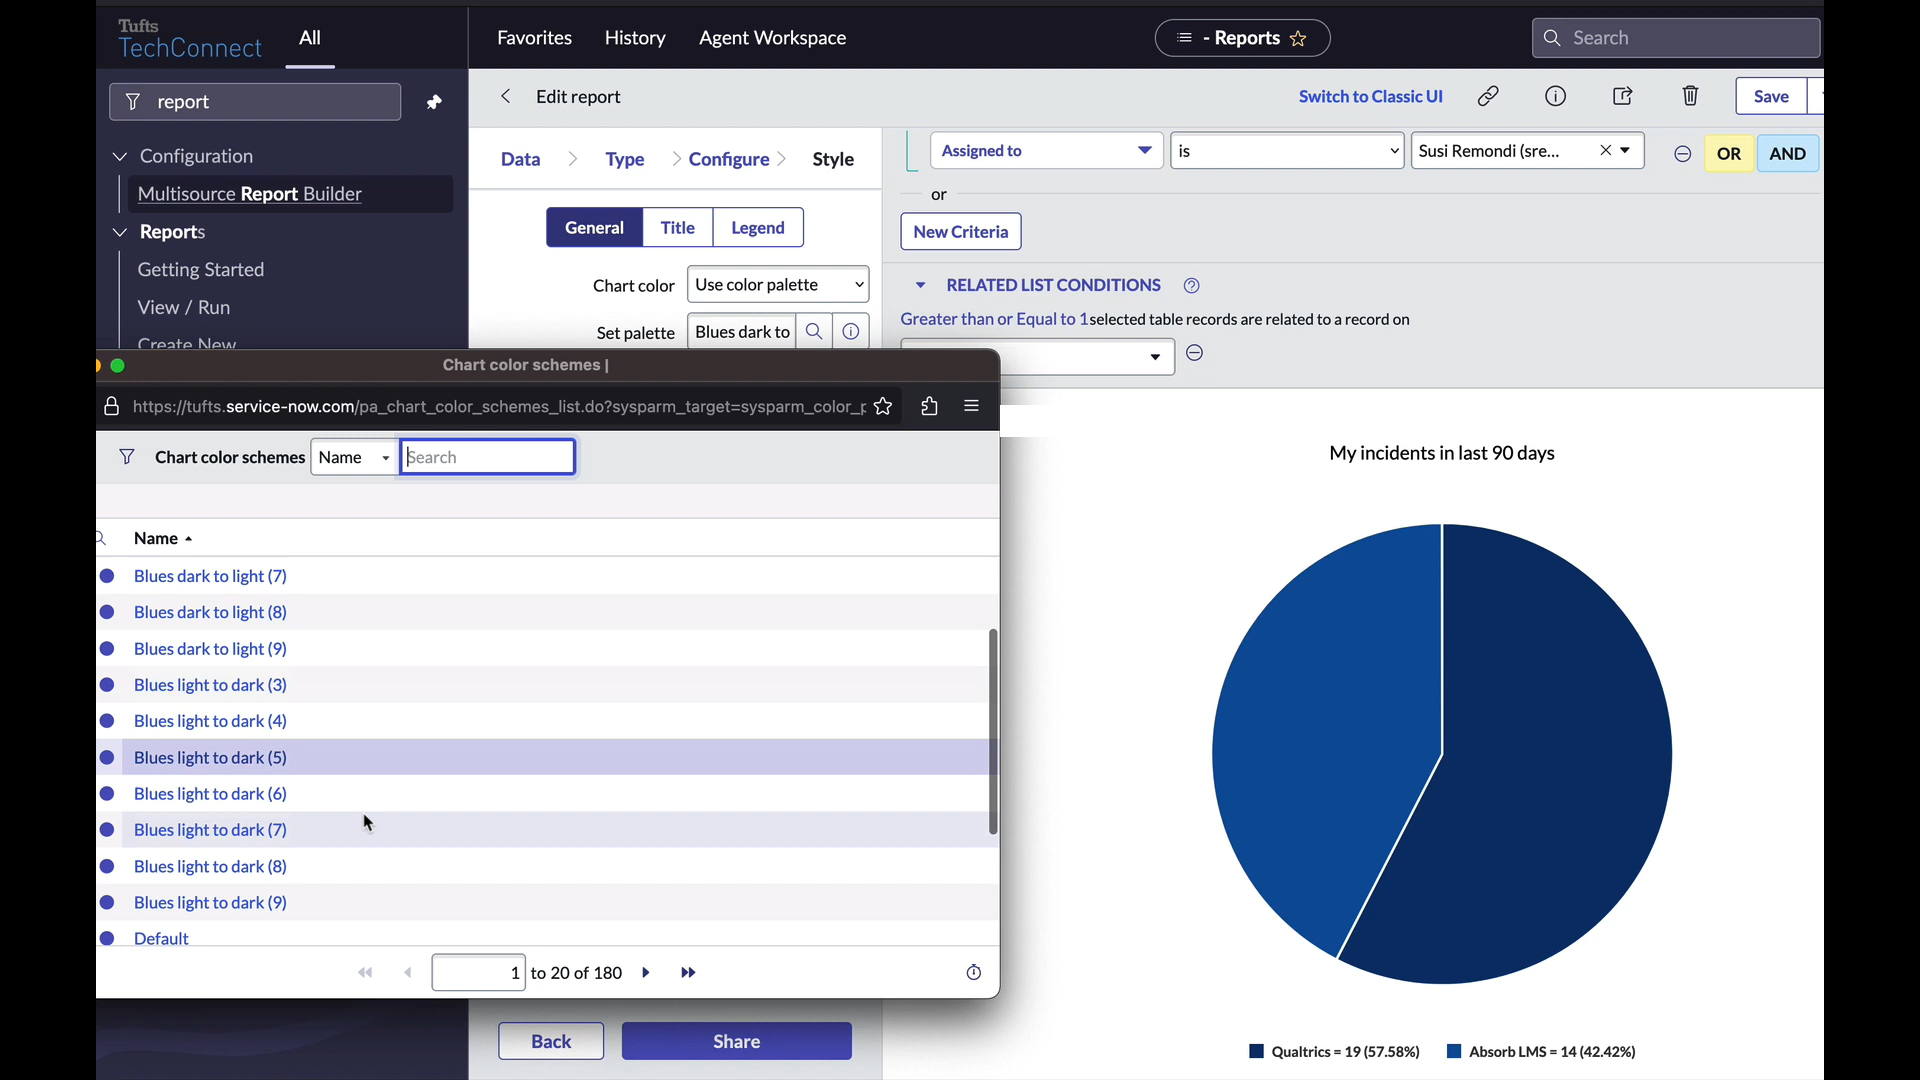 Tufts
TechConnect
All
Favorites
History
Agent Workspace
- Reports
Search
report
Edit report
Switch to Classic UI
Save
Configuration
Multisource Report Builder
Reports
Getting Started
View / Run
Create New
Data
Type
Configure
Style
Assigned to
is
Susi Remondi (sre...
OR
AND
or
New Criteria
General
Title
Legend
Chart color
Use color palette
Set palette
Blues dark to
RELATED LIST CONDITIONS
Greater than or Equal to 1 selected table records are related to a record on
Chart color schemes |
https://tufts.service-now.com/pa_chart_color_schemes_list.do?sysparm_target=sysparm_color_p
Chart color schemes
Name
Search
Name
Blues dark to light (7)
Blues dark to light (8)
Blues dark to light (9)
Blues light to dark (3)
Blues light to dark (4)
Blues light to dark (5)
Blues light to dark (6)
Blues light to dark (7)
Blues light to dark (8)
Blues light to dark (9)
Default
1 to 20 of 180
Back
Share
My incidents in last 90 days
Qualtrics = 19 (57.58%)
Absorb LMS = 14 (42.42%)